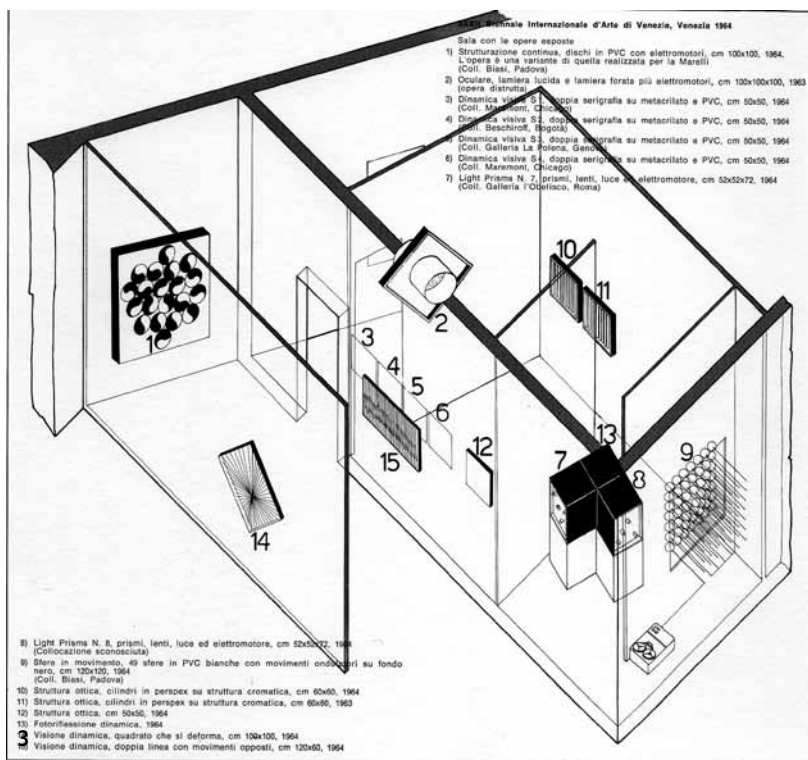 XXXII Biennale Internazionale d'Arte di Venezia, Venezia 1964
Sala con le opere esposte
1) Strutturazione continua, dischi in PVC con elettromotori, cm 100x100, 1964.
L'opera è una variante di quella realizzata per la Marelli
(Coll. Biasi, Padova)
2) Oculare, lamiera lucida e lamiera forata più elettromotori, cm 100x100x100, 1963
(opera distrutta)
3) Dinamica visiva S1, doppia serigrafia su metacrilato e PVC, cm 50x50, 1964
(Coll. Maremont, Chicago)
4) Dinamica visiva S2, doppia serigrafia su metacrilato e PVC, cm 50x50, 1964
(Coll. Beschiroff, Bogotà)
5) Dinamica visiva S3, doppia serigrafia su metacrilato e PVC, cm 50x50, 1964
(Coll. Galleria La Polena, Genova)
6) Dinamica visiva S4, doppia serigrafia su metacrilato e PVC, cm 50x50, 1964
(Coll. Maremont, Chicago)
7) Light Prisms N. 7, prismi, lenti, luce ed elettromotore, cm 52x52x72, 1964
(Coll. Galleria l'Obelisco, Roma)
10
11
2
1
3
4
5
6
15
12
13
7
8
9
14
8) Light Prisms N. 8, prismi, lenti, luce ed elettromotore, cm 52x52x72, 1964
(Collocazione sconosciuta)
9) Sfere in movimento, 49 sfere in PVC bianche con movimenti ondulatori su fondo
nero, cm 120x120, 1964
(Coll. Biasi, Padova)
10) Struttura ottica, cilindri in perspex su struttura cromatica, cm 60x60, 1964
11) Struttura ottica, cilindri in perspex su struttura cromatica, cm 60x60, 1963
12) Struttura ottica, cm 50x50, 1964
13) Fotoriflessione dinamica, 1964
3 Visione dinamica, quadrato che si deforma, cm 100x100, 1964
Visione dinamica, doppia linea con movimenti opposti, cm 120x60, 1964